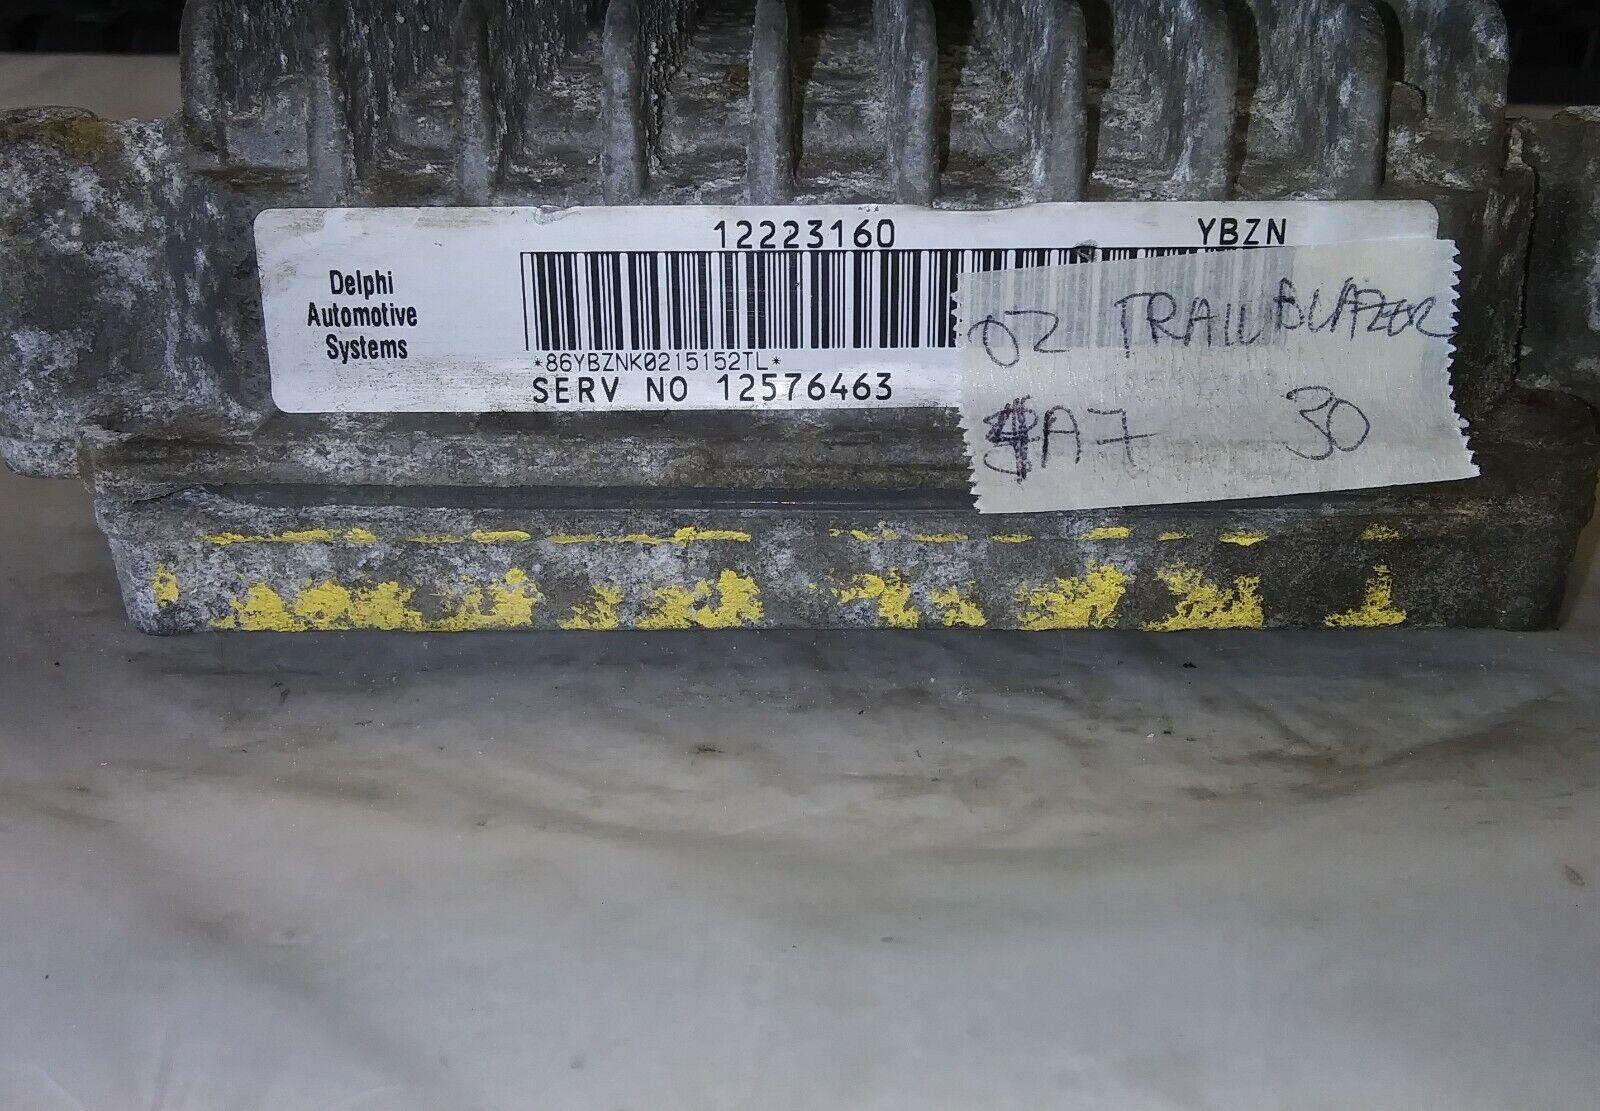 12223160 YBZN
Delphi
Automotive
Systems
*86YBZNK0215152TL*
SERV NO 12576463
02 TRAILBLAZER
A7 30